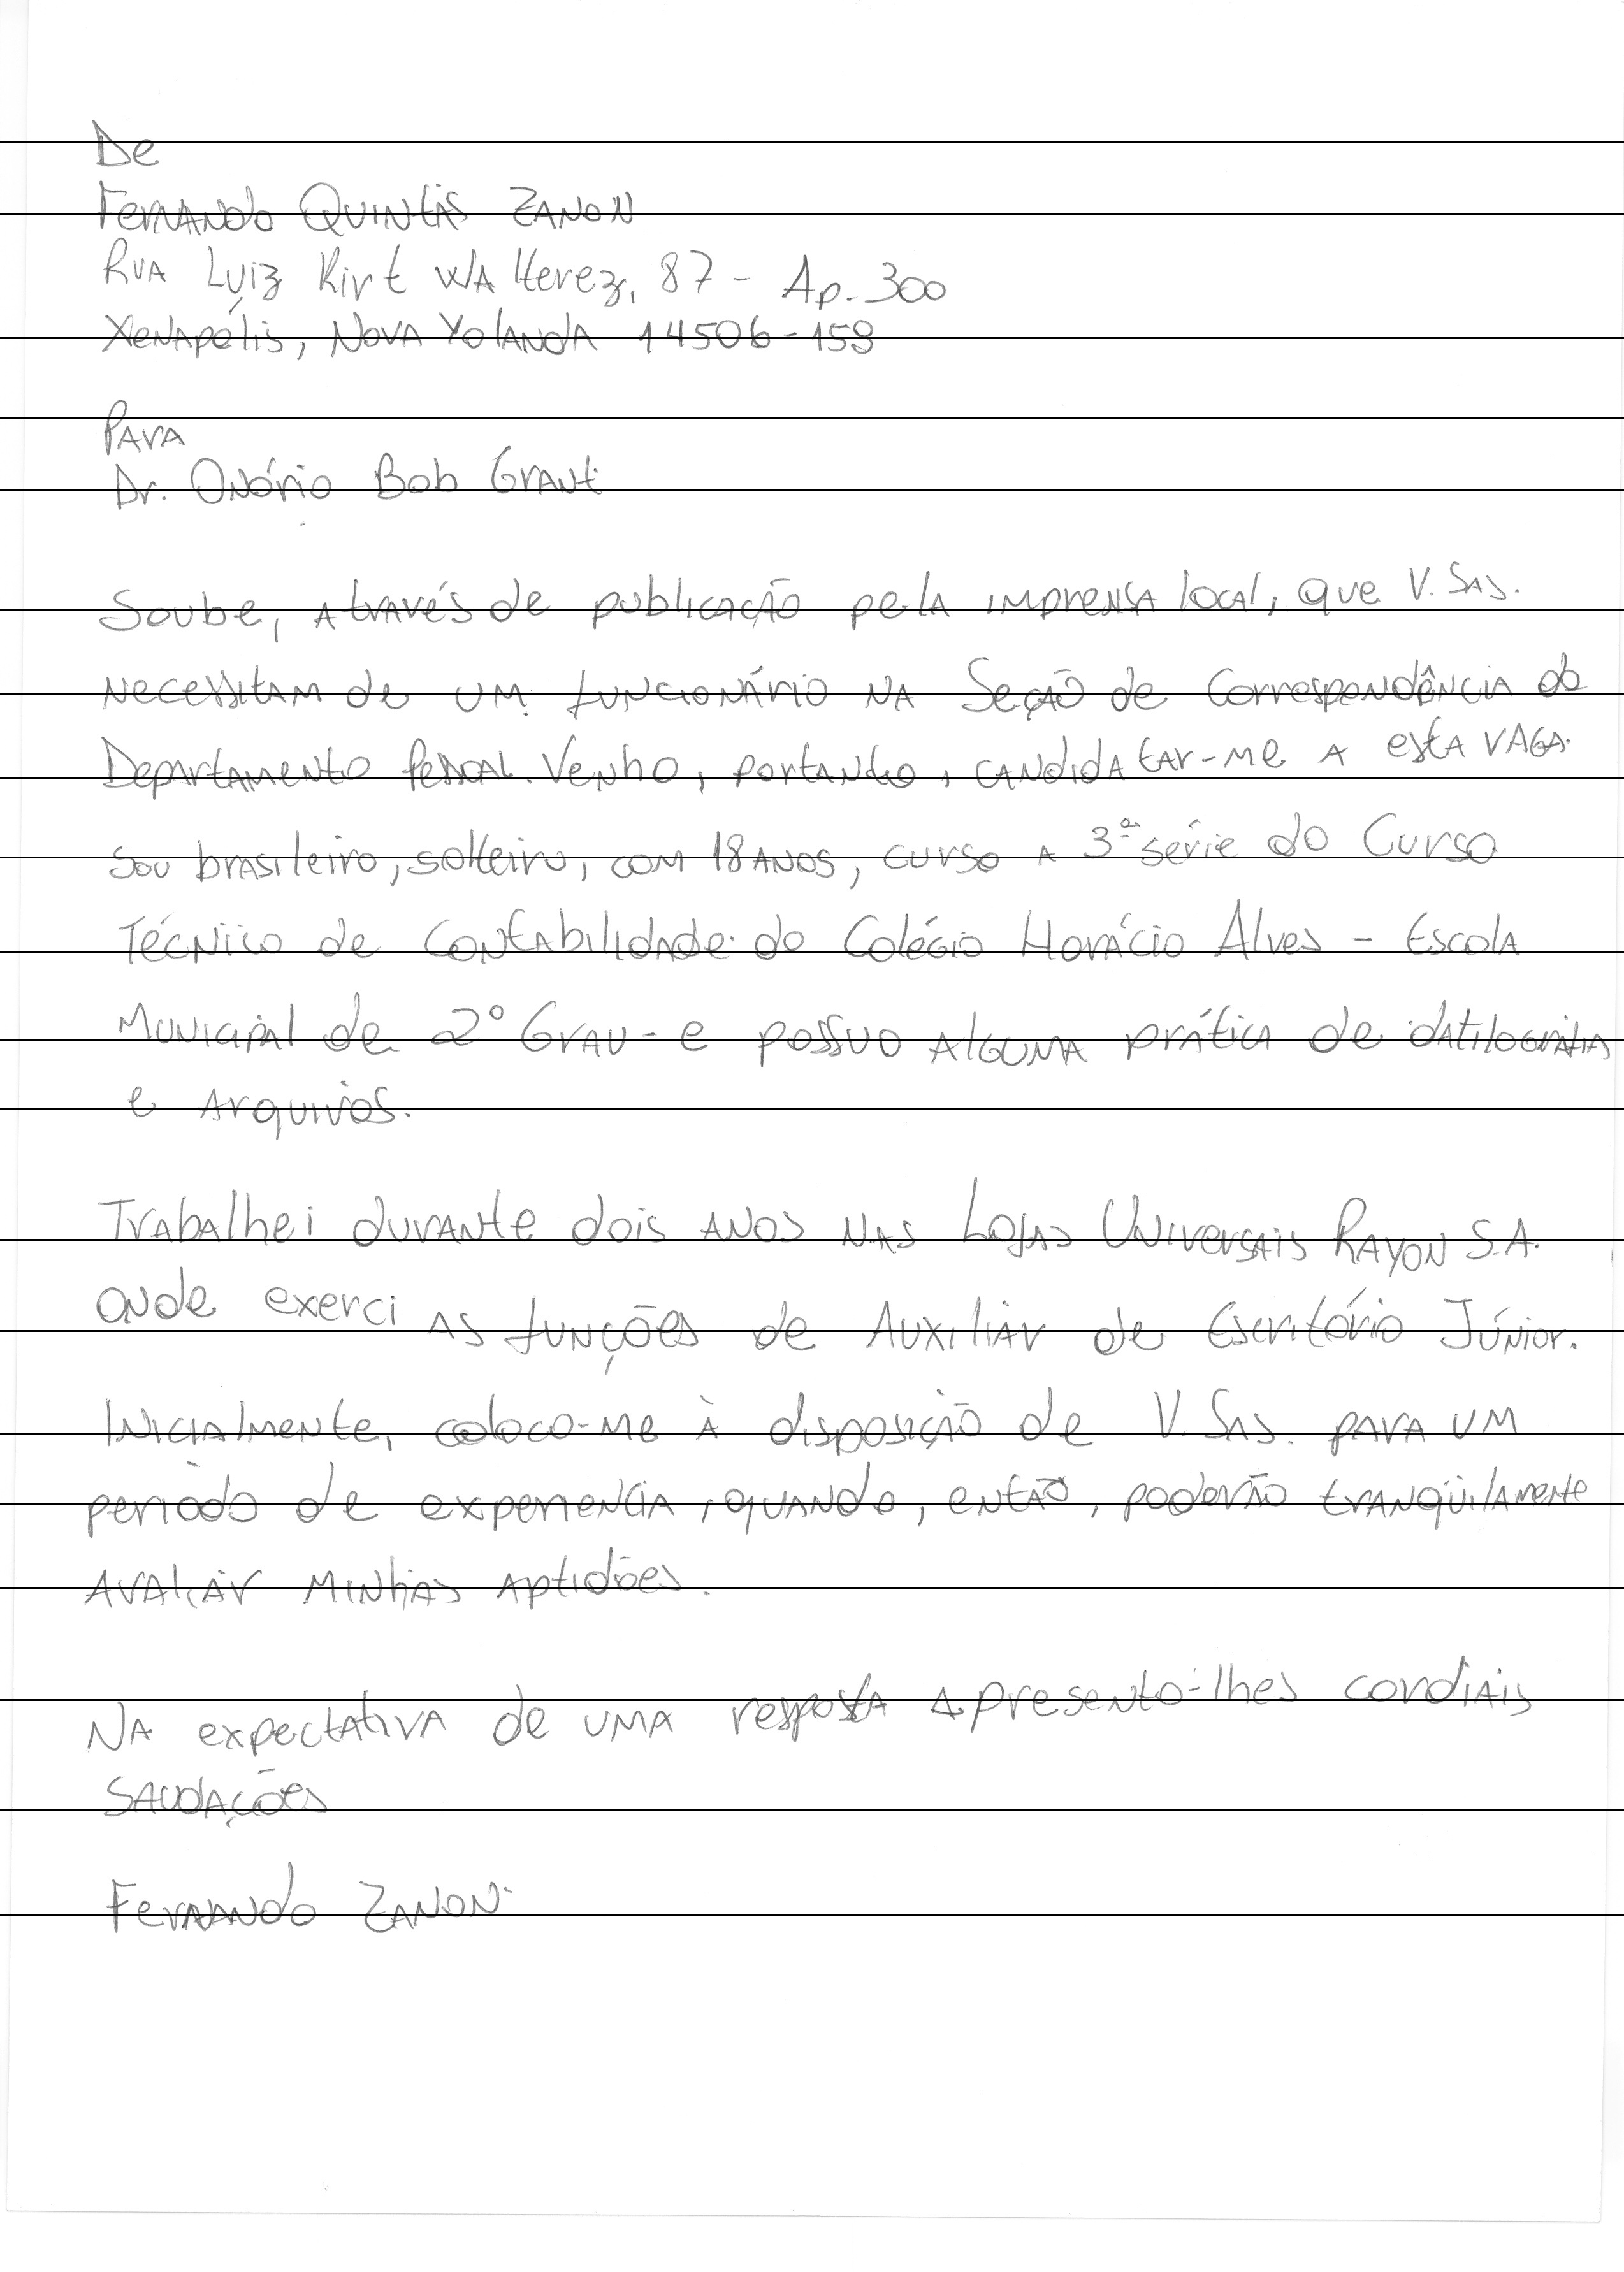 De
Fernando Quintas Zanon
Rua Luiz Kirt Walterez, 87 - Ap. 300
Xenapólis, Nova Yolanda 14506-159
Para
Dr. Onório Bob Grant
Soube, através de publicação pela imprensa local, que V. Sas.
necessitam de um funcionário na Seção de Correspondência do
Departamento Pessoal. Venho, portanto, candidatar-me a esta vaga.
Sou brasileiro, solteiro, com 18 anos, curso a 3ª série do Curso
Técnico de Contabilidade do Colégio Horácio Alves - Escola
Municipal de 2º Grau - e possuo alguma prática de datilografia
e arquivos.
Trabalhei durante dois anos nas Lojas Universais Rayon S.A.
onde exerci as funções de Auxiliar de Escritório Júnior.
Inicialmente, coloco-me à disposição de V. Sas. para um
periodo de experiencia, quando, então, poderão tranqüilamente
avaliar minhas aptidões.
Na expectativa de uma resposta apresento-lhes cordiais
saudações
Fernando Zanon